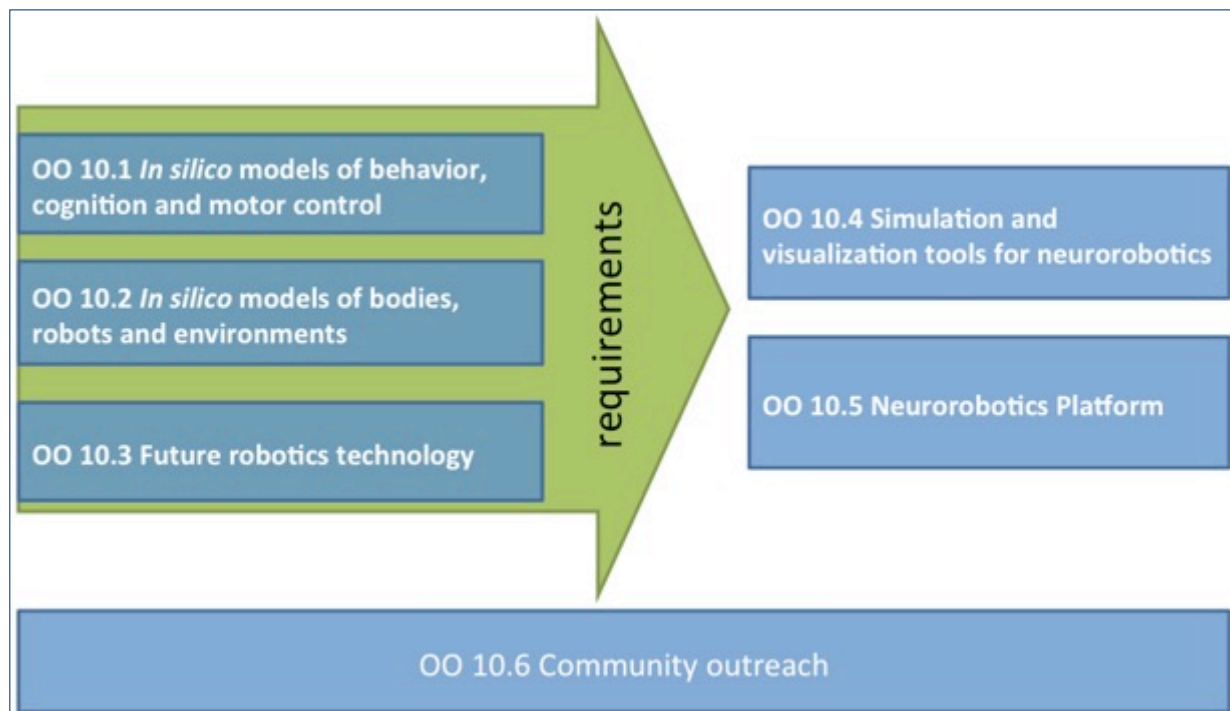 OO 10.1 In silico models of behavior,
cognition and motor control
OO 10.2 In silico models of bodies,
robots and environments
OO 10.3 Future robotics technology
requirements
OO 10.4 Simulation and
visualization tools for neurorobotics
OO 10.5 Neurorobotics Platform
OO 10.6 Community outreach